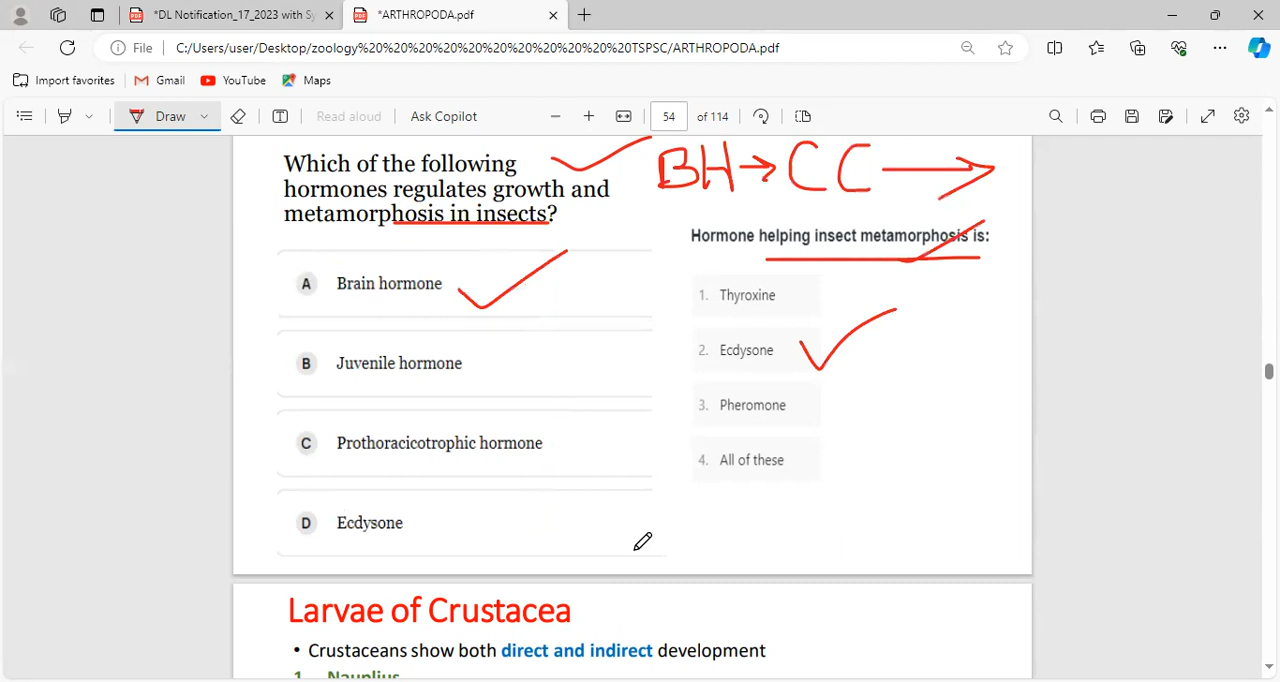 *DL Notification_17_2023 with Sy
*ARTHROPODA.pdf
File
C:/Users/user/Desktop/zoology%20%20%20%20%20%20%20%20%20%20TSPSC/ARTHROPODA.pdf
Import favorites
Gmail
YouTube
Maps
Draw
Read aloud
Ask Copilot
54
of 114
Which of the following
hormones regulates growth and
metamorphosis in insects?
BH→CC→
A Brain hormone
B Juvenile hormone
C Prothoracicotrophic hormone
D Ecdysone
Hormone helping insect metamorphosis is:
1. Thyroxine
2. Ecdysone
3. Pheromone
4. All of these
Larvae of Crustacea
• Crustaceans show both direct and indirect development
1. Nauplius